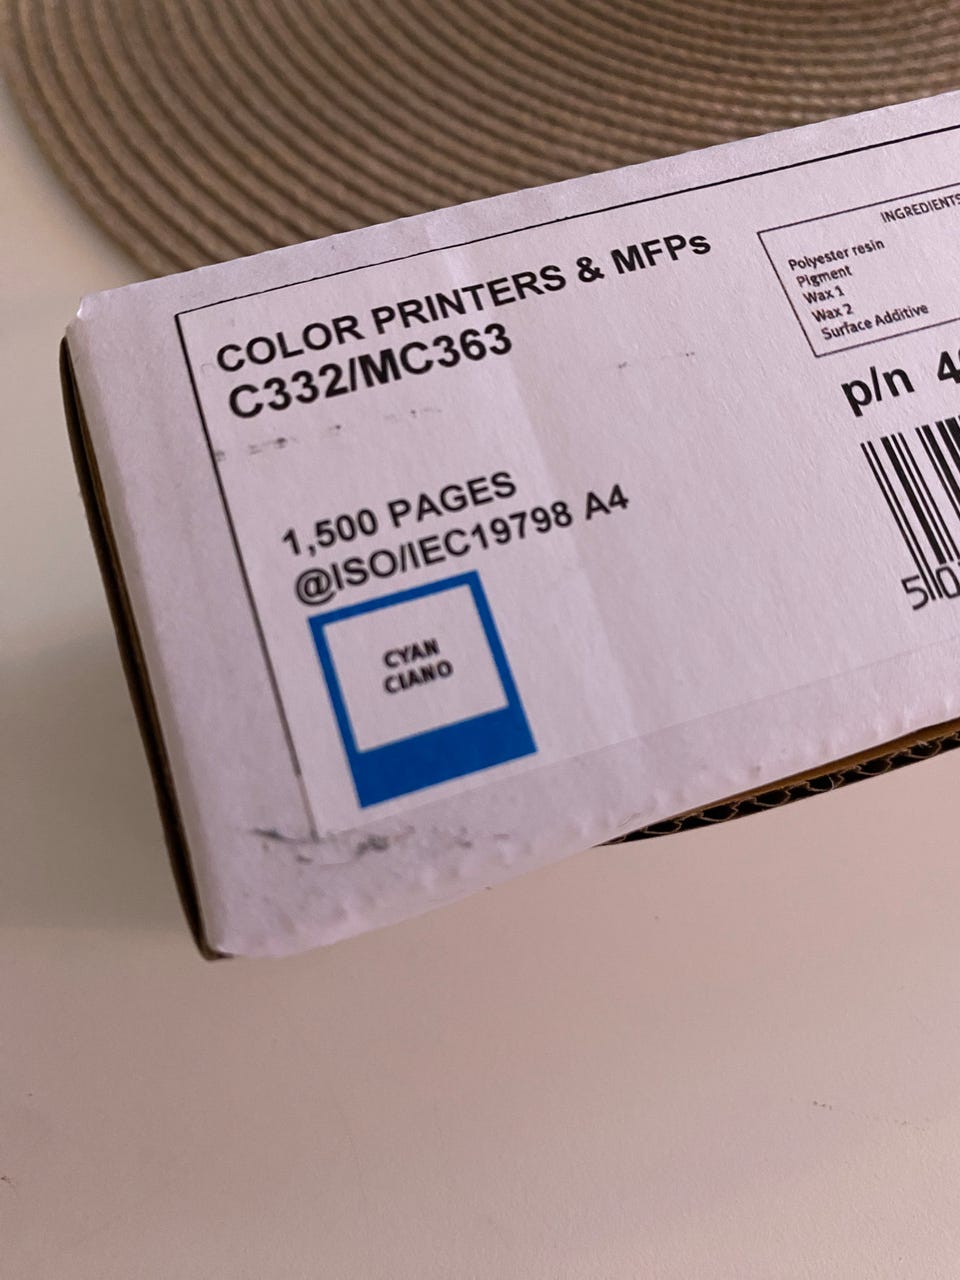 COLOR PRINTERS & MFPs
C332/MC363
1,500 PAGES
@ISO/IEC19798 A4
CYAN
CIANO
INGREDIENTS
Polyester resin
Pigment
Wax 1
Wax 2
Surface Additive
p/n 4
50